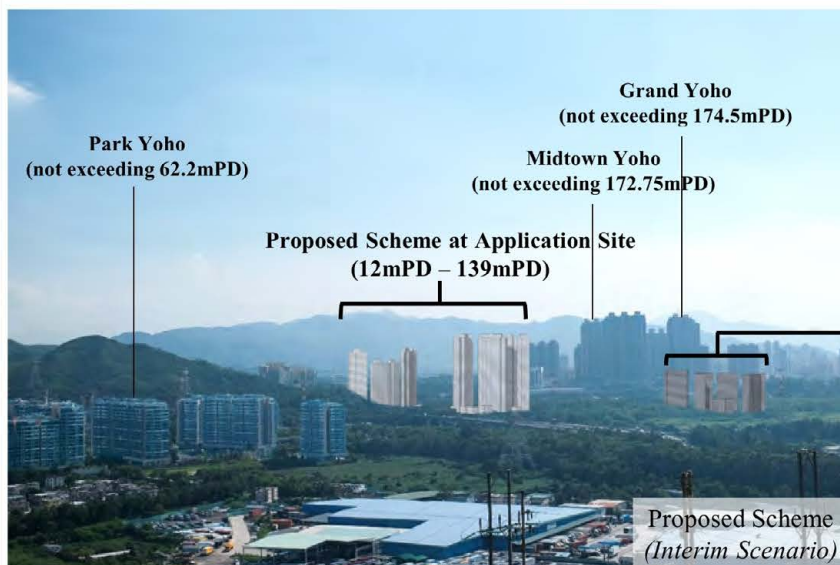 Grand Yoho
(not exceeding 174.5mPD)
Park Yoho
(not exceeding 62.2mPD)
Midtown Yoho
(not exceeding 172.75mPD)
Proposed Scheme at Application Site
(12mPD – 139mPD)
Proposed Scheme
(Interim Scenario)